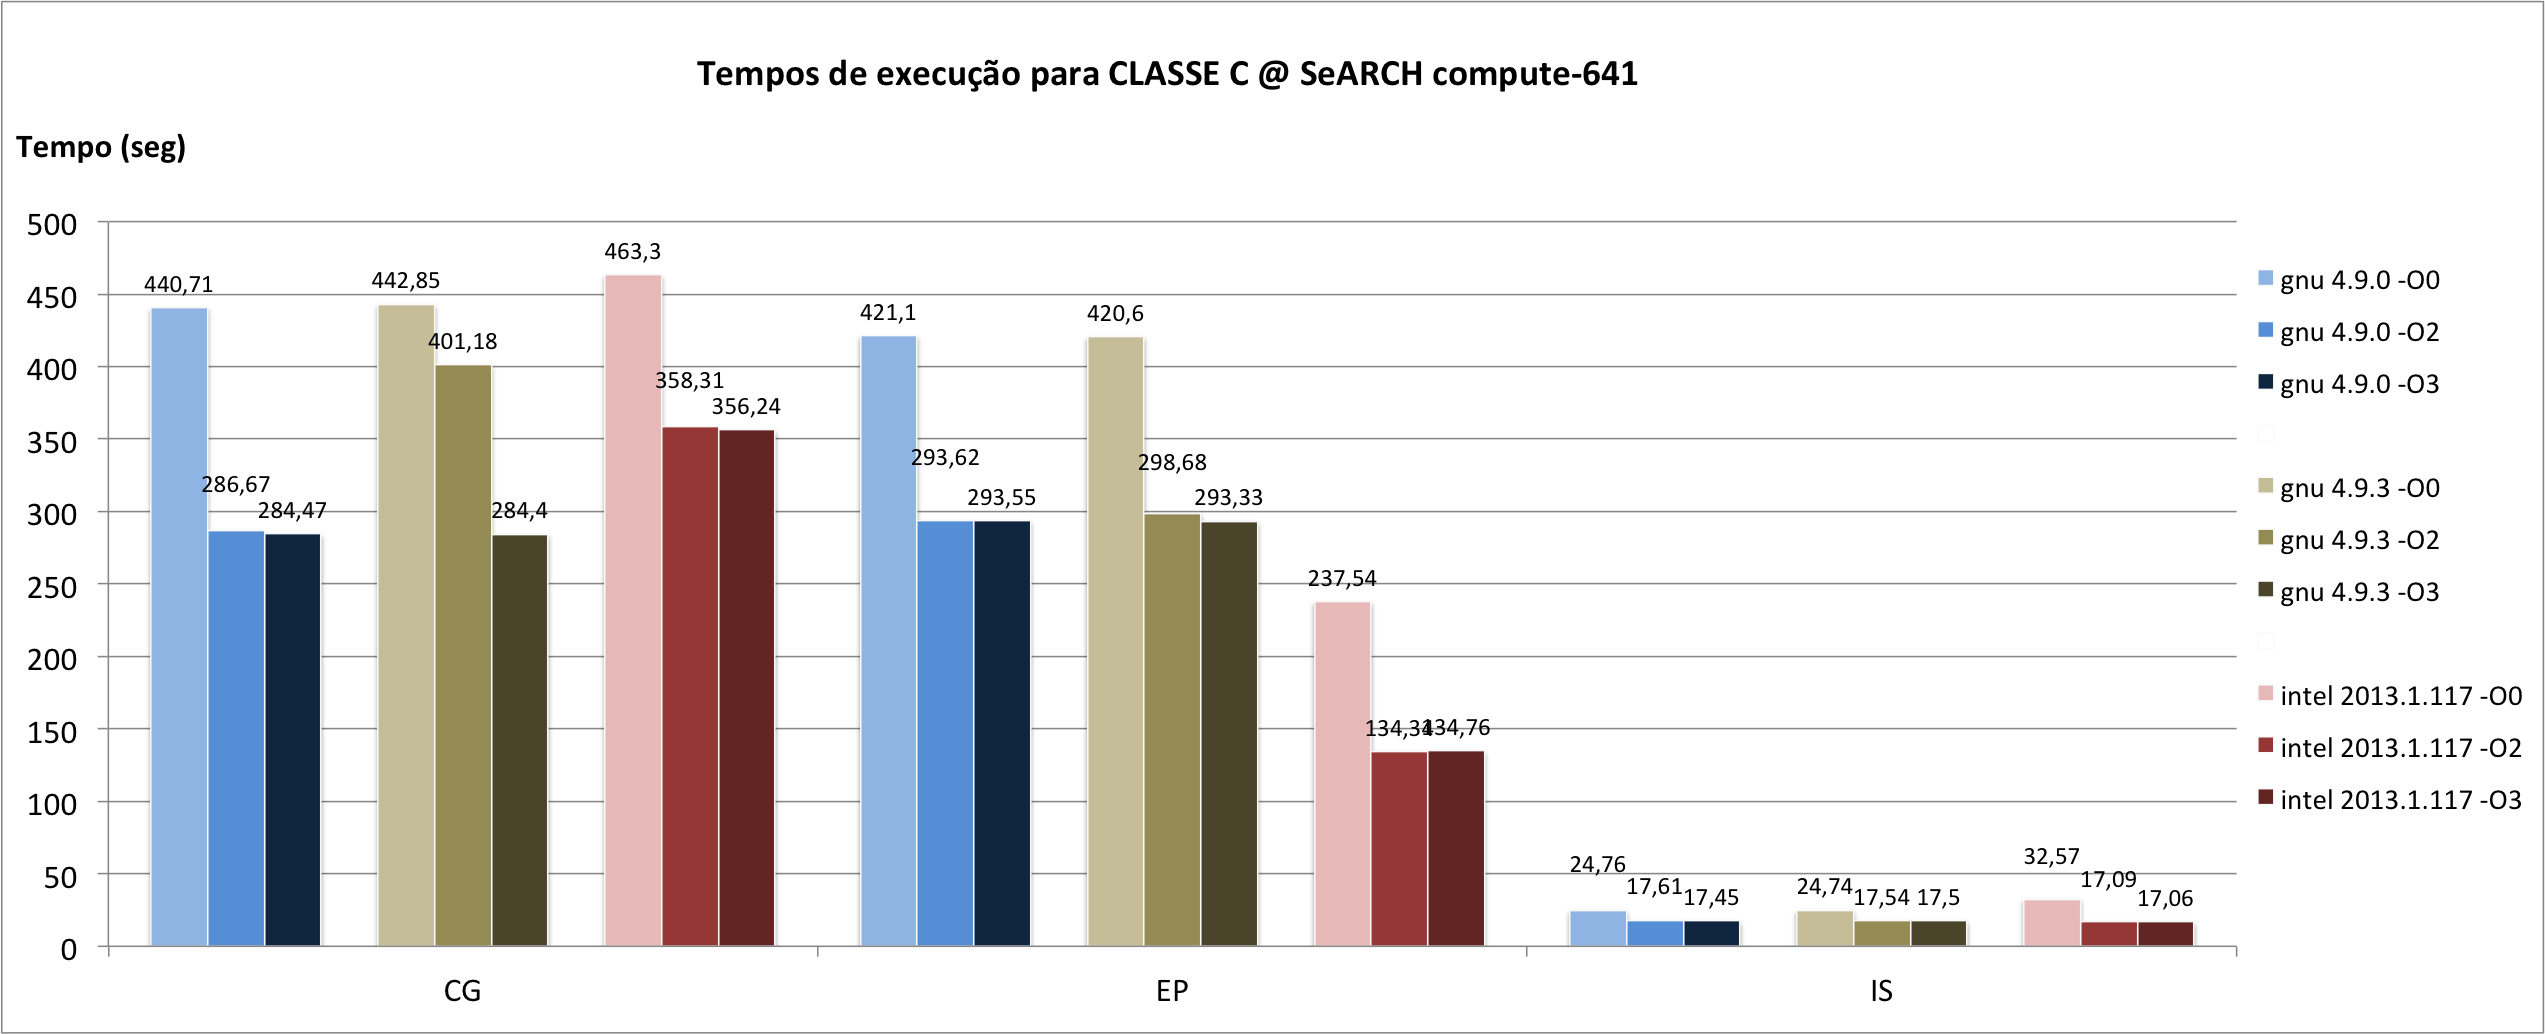 Tempos de execução para CLASSE C @ SeARCH compute-641
Tempo (seg)
500
450
400
350
300
250
200
150
100
50
0
440,71
286,67
284,47
442,85
401,18
284,4
463,3
358,31
356,24
421,1
293,62
293,55
420,6
298,68
293,33
237,54
134,34
134,76
24,76
17,61
17,45
24,74
17,54
17,5
32,57
17,09
17,06
CG
EP
IS
gnu 4.9.0 -O0
gnu 4.9.0 -O2
gnu 4.9.0 -O3
gnu 4.9.3 -O0
gnu 4.9.3 -O2
gnu 4.9.3 -O3
intel 2013.1.117 -O0
intel 2013.1.117 -O2
intel 2013.1.117 -O3